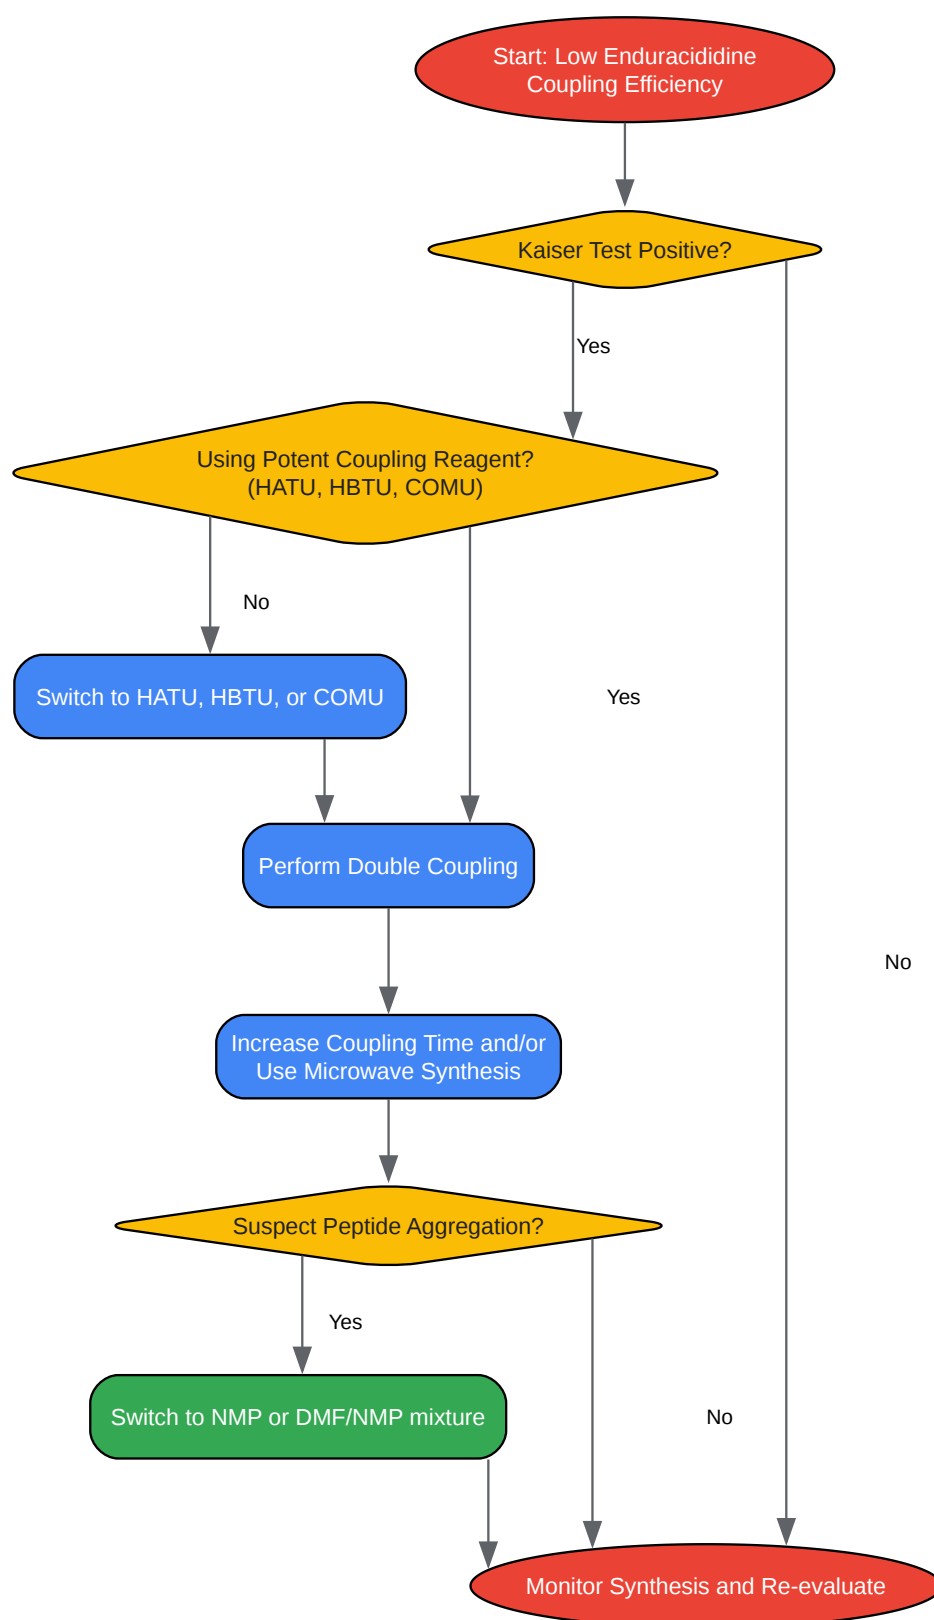 Start: Low Enduracididine
Coupling Efficiency
Kaiser Test Positive?
Yes
Using Potent Coupling Reagent?
(HATU, HBTU, COMU)
No
Switch to HATU, HBTU, or COMU
Yes
Perform Double Coupling
No
Increase Coupling Time and/or
Use Microwave Synthesis
Suspect Peptide Aggregation?
Yes
Switch to NMP or DMF/NMP mixture
No
Monitor Synthesis and Re-evaluate